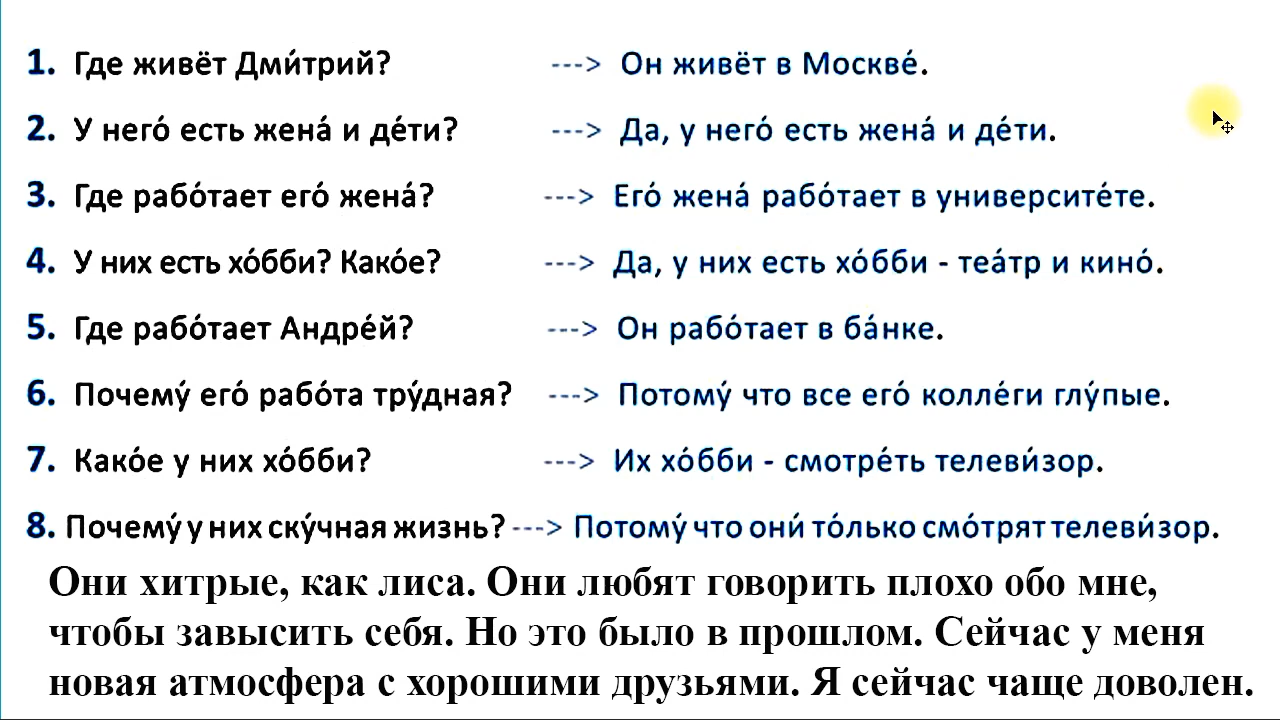 1. Где живёт Дми́трий? ---> Он живёт в Москве́.
2. У него́ есть жена́ и де́ти? ---> Да, у него́ есть жена́ и де́ти.
3. Где рабо́тает его́ жена́? ---> Его́ жена́ рабо́тает в университе́те.
4. У них есть хо́бби? Како́е? ---> Да, у них есть хо́бби - теа́тр и кино́.
5. Где рабо́тает Андре́й? ---> Он рабо́тает в ба́нке.
6. Почему́ его́ рабо́та тру́дная? ---> Потому́ что все его́ колле́ги глу́пые.
7. Како́е у них хо́бби? ---> Их хо́бби - смотре́ть телеви́зор.
8. Почему́ у них ску́чная жизнь? ---> Потому́ что они́ то́лько смо́трят телеви́зор.
Они хитрые, как лиса. Они любят говорить плохо обо мне,
чтобы завысить себя. Но это было в прошлом. Сейчас у меня
новая атмосфера с хорошими друзьями. Я сейчас чаще доволен.